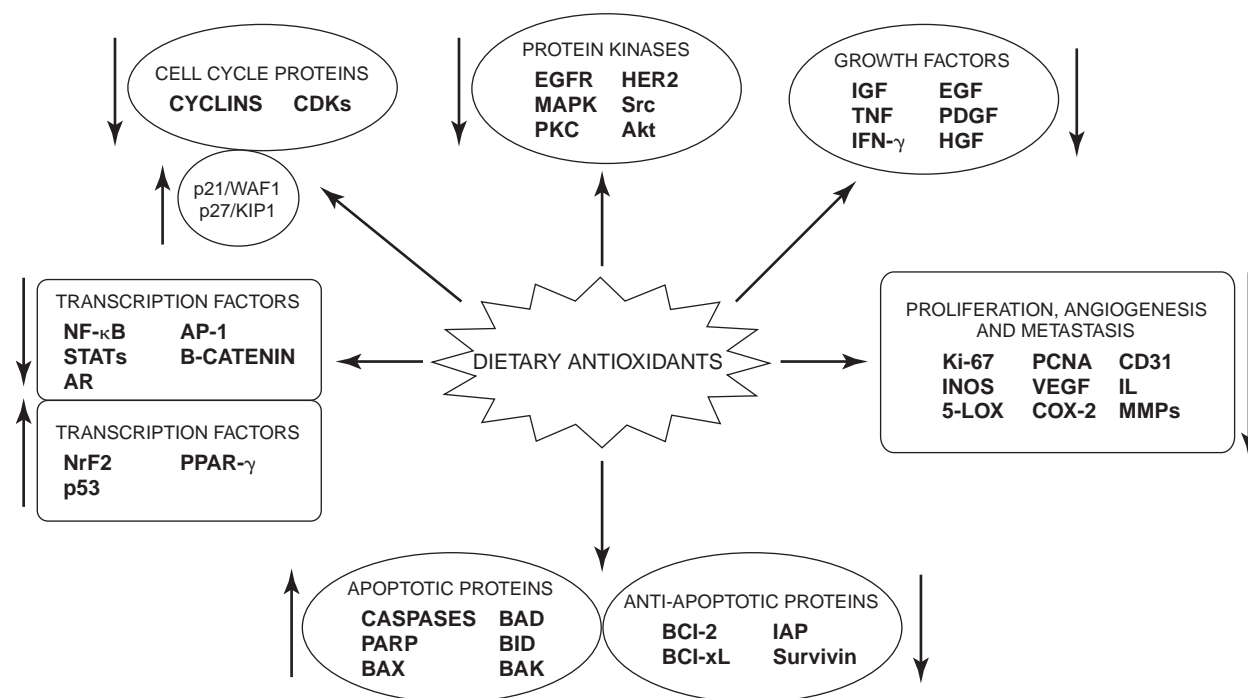 CELL CYCLE PROTEINS
CYCLINS CDKs
p21/WAF1
p27/KIP1
PROTEIN KINASES
EGFR HER2
MAPK Src
PKC Akt
GROWTH FACTORS
IGF EGF
TNF PDGF
IFN-γ HGF
TRANSCRIPTION FACTORS
NF-κB AP-1
STATs B-CATENIN
AR
TRANSCRIPTION FACTORS
NrF2 PPAR-γ
p53
DIETARY ANTIOXIDANTS
PROLIFERATION, ANGIOGENESIS
AND METASTASIS
Ki-67 PCNA CD31
INOS VEGF IL
5-LOX COX-2 MMPs
APOPTOTIC PROTEINS
CASPASES BAD
PARP BID
BAX BAK
ANTI-APOPTOTIC PROTEINS
BCI-2 IAP
BCI-xL Survivin